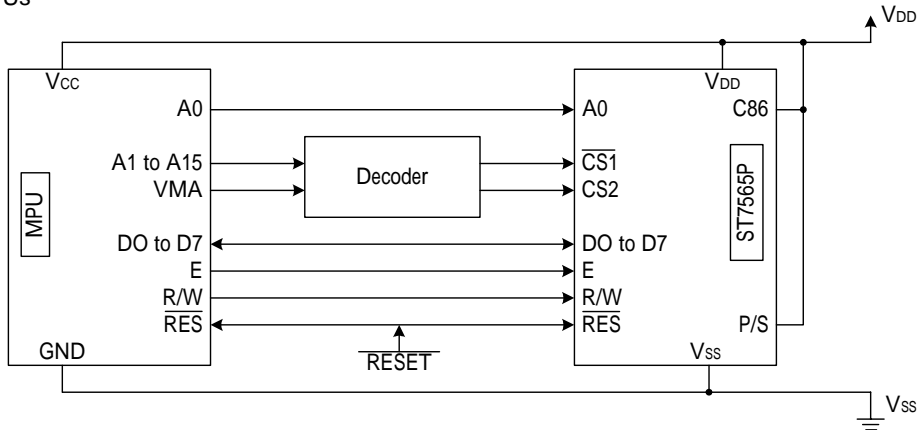 VDD
VCC
VDD
A0
A0
C86
A1 to A15
Decoder
CS1
VMA
CS2
MPU
ST7565P
DO to D7
DO to D7
E
E
R/W
R/W
RES
RES
P/S
GND
RESET
VSS
VSS